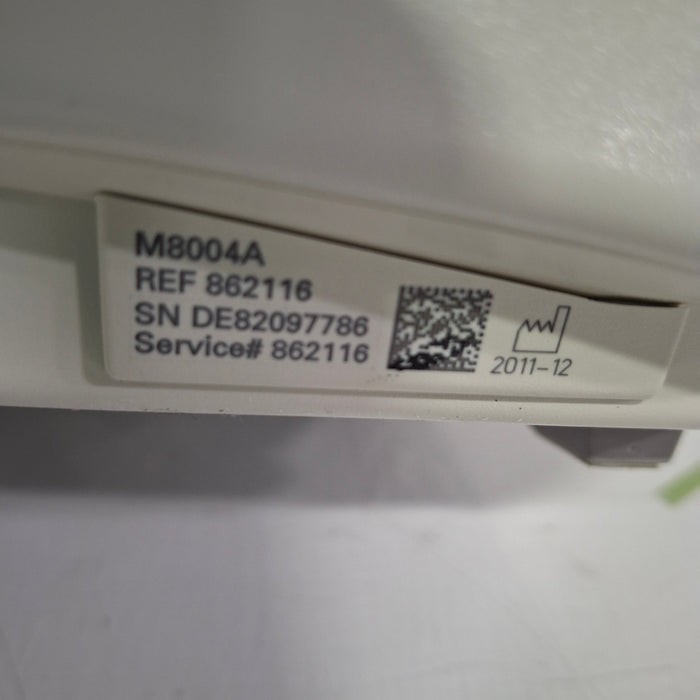 M8004A
REF 862116
SN DE82097786
Service# 862116
2011-12